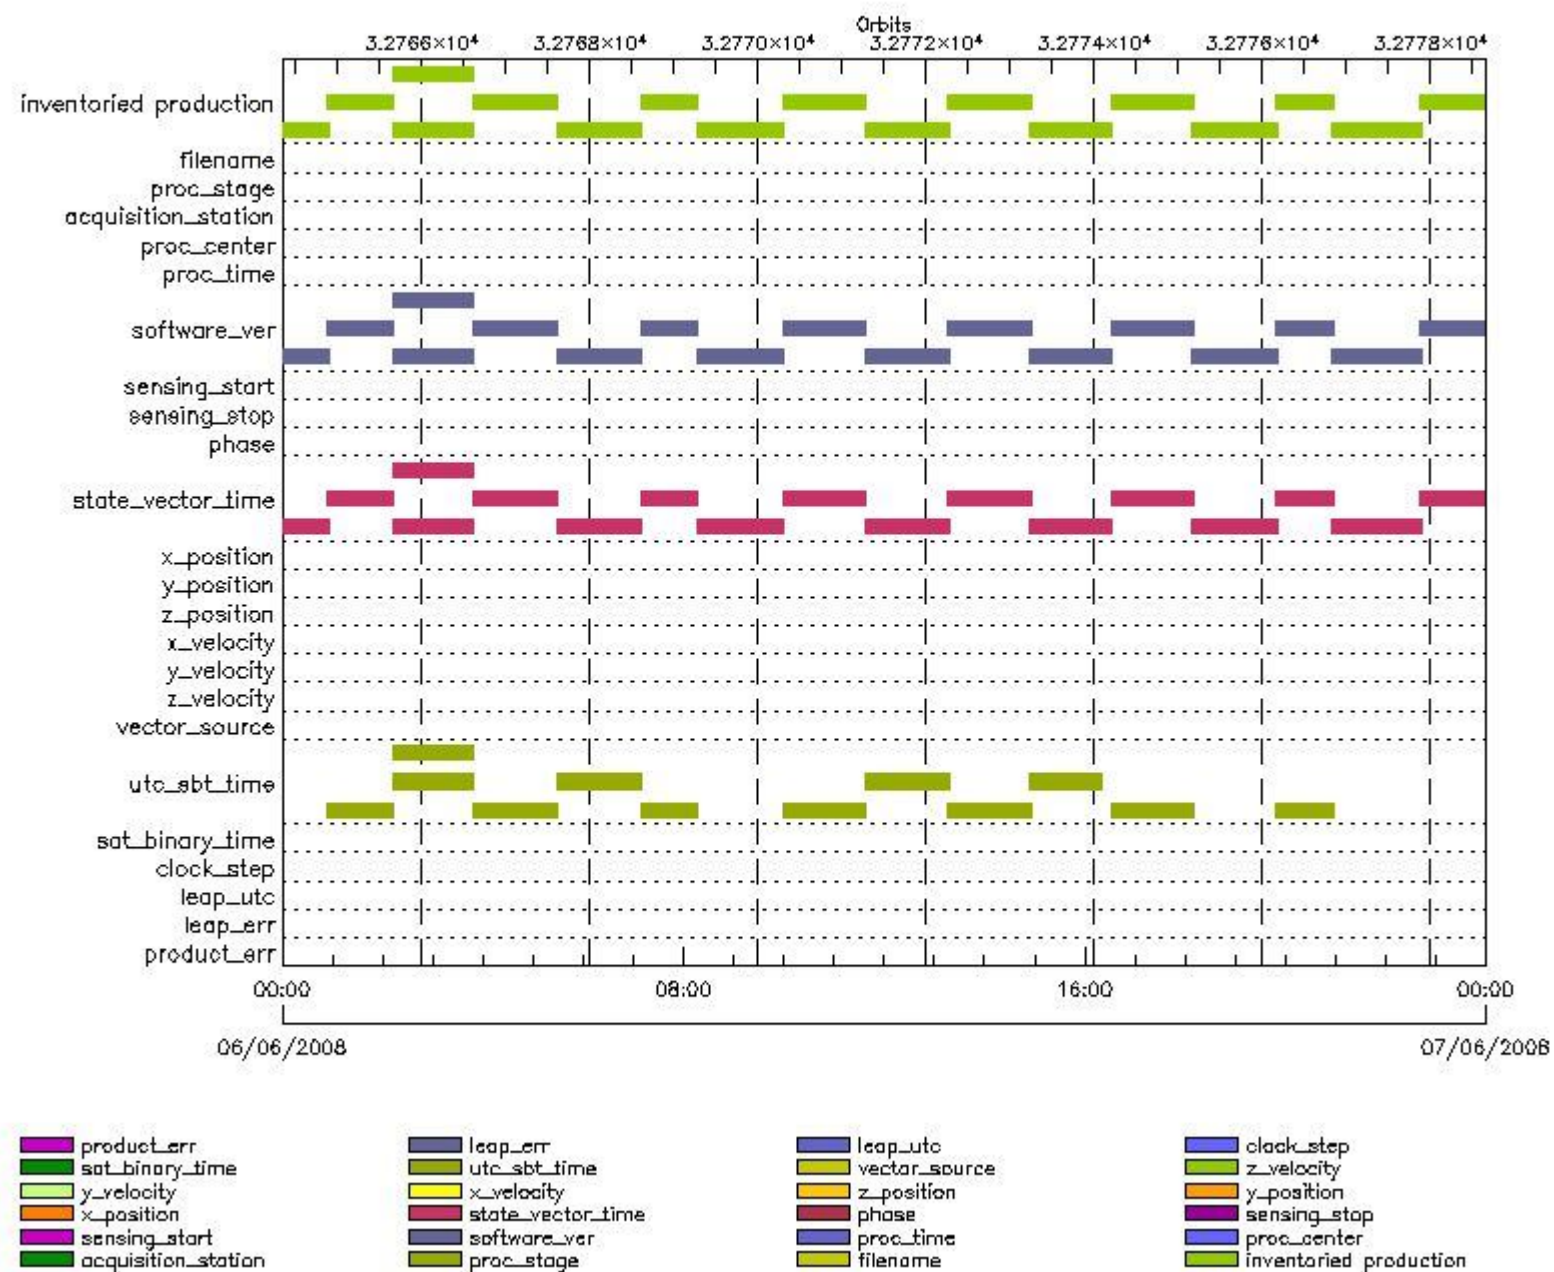 Orbits
3.2766×10⁴ 3.2768×10⁴ 3.2770×10⁴ 3.2772×10⁴ 3.2774×10⁴ 3.2776×10⁴ 3.2778×10⁴
inventoried production
filename
proc_stage
acquisition_station
proc_center
proc_time
software_ver
sensing_start
sensing_stop
phase
state_vector_time
x_position
y_position
z_position
x_velocity
y_velocity
z_velocity
vector_source
utc_sbt_time
sat_binary_time
clock_step
leap_utc
leap_err
product_err
00:00 08:00 16:00 00:00
06/06/2008 07/06/2008
product_err leap_err leap_utc clock_step
sat_binary_time utc_sbt_time vector_source z_velocity
y_velocity x_velocity z_position y_position
x_position state_vector_time phase sensing_stop
sensing_start software_ver proc_time proc_center
acquisition_station proc_stage filename inventoried production